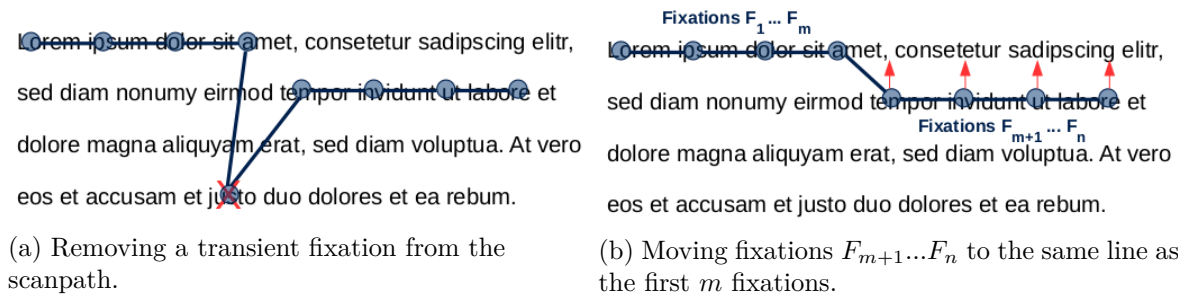 Lorem ipsum dolor sit amet, consetetur sadipscing elitr,
sed diam nonumy eirmod tempor invidunt ut labore et
dolore magna aliquyam erat, sed diam voluptua. At vero
eos et accusam et justo duo dolores et ea rebum.
(a) Removing a transient fixation from the
scanpath.
Fixations F1 ... Fm
Lorem ipsum dolor sit amet, consetetur sadipscing elitr,
sed diam nonumy eirmod tempor invidunt ut labore et
Fixations Fm+1 ... Fn
dolore magna aliquyam erat, sed diam voluptua. At vero
eos et accusam et justo duo dolores et ea rebum.
(b) Moving fixations Fm+1...Fn to the same line as
the first m fixations.